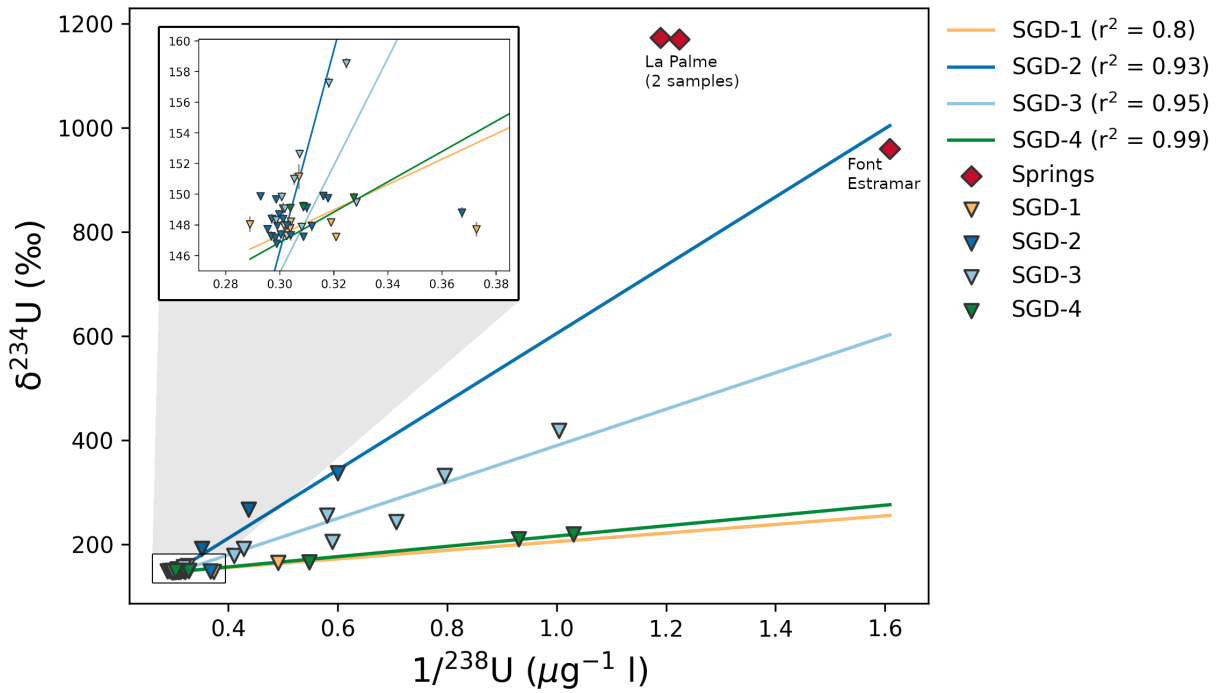 1200
1000
800
600
400
200
δ²³⁴U (‰)
160
158
156
154
152
150
148
146
0.28
0.30
0.32
0.34
0.36
0.38
La Palme
(2 samples)
Font
Estramar
0.4
0.6
0.8
1.0
1.2
1.4
1.6
1/²³⁸U (μg⁻¹ l)
SGD-1 (r² = 0.8)
SGD-2 (r² = 0.93)
SGD-3 (r² = 0.95)
SGD-4 (r² = 0.99)
Springs
SGD-1
SGD-2
SGD-3
SGD-4